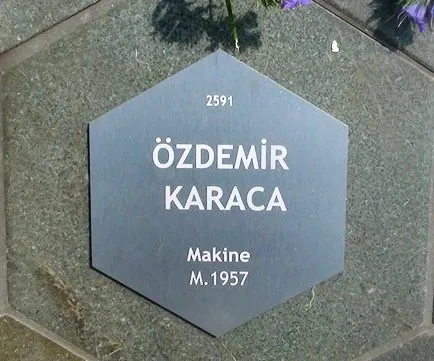 2591
ÖZDEMİR
KARACA
Makine
M.1957